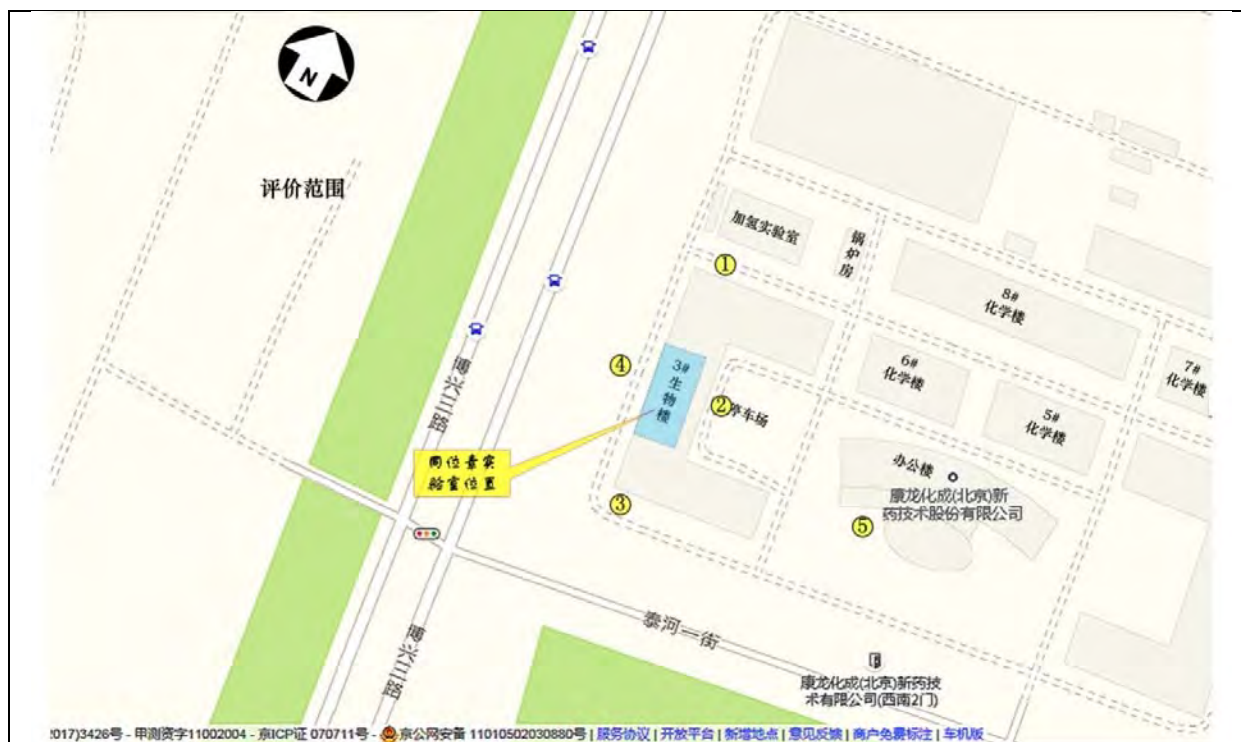 N
评价范围
加氢实验室
锅炉房
①
8#
化学楼
④
3#生物楼
6#
化学楼
7#
化学楼
博兴三路
②
停车场
5#
化学楼
同位素实
验室位置
办公楼
康龙化成(北京)新
药技术股份有限公司
③
⑤
泰河一街
博兴三路
康龙化成(北京)新药技
术有限公司(西南2门)
2017)3426号 - 甲测资字11002004 - 京ICP证 070711号 - 京公网安备 11010502030880号 | 服务协议 | 开放平台 | 新增地点 | 意见反馈 | 商户免费标注 | 车机版